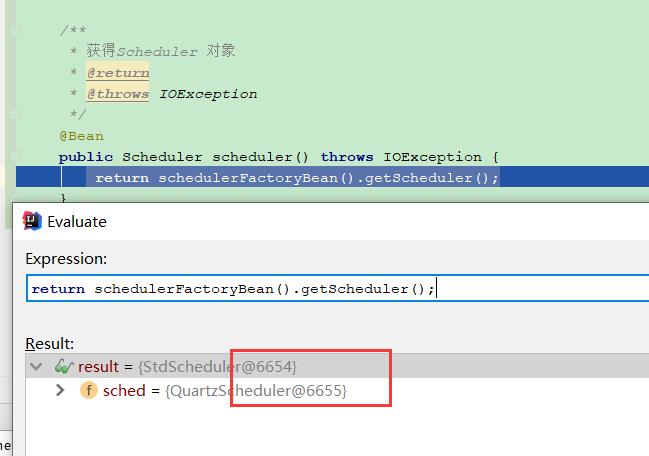 /**
* 获得Scheduler 对象
* @return
* @throws IOException
*/
@Bean
public Scheduler scheduler() throws IOException {
return schedulerFactoryBean().getScheduler();
}
Evaluate
Expression:
return schedulerFactoryBean().getScheduler();
Result:
result = {StdScheduler@6654}
f sched = {QuartzScheduler@6655}